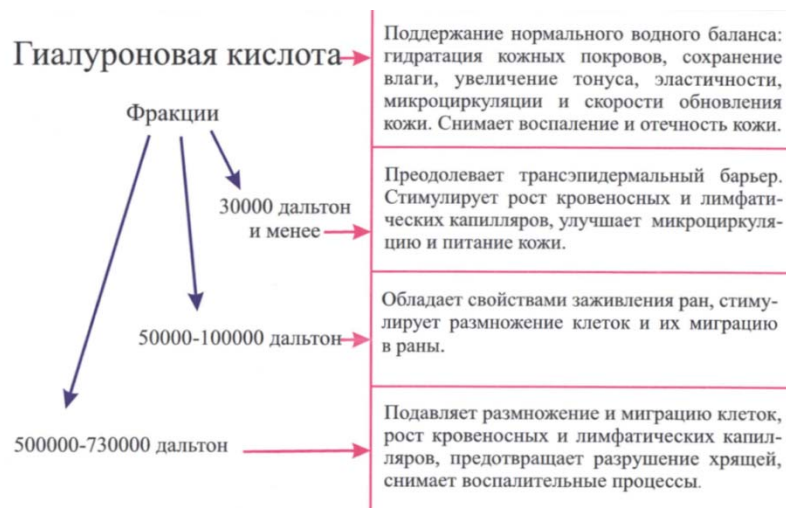 Гиалуроновая кислота
Поддержание нормального водного баланса:
гидратация кожных покровов, сохранение
влаги, увеличение тонуса, эластичности,
микроциркуляции и скорости обновления
кожи. Снимает воспаление и отечность кожи.
Фракции
30000 дальтон
и менее
Преодолевает трансэпидермальный барьер.
Стимулирует рост кровеносных и лимфати-
ческих капилляров, улучшает микроциркуля-
цию и питание кожи.
50000-100000 дальтон
Обладает свойствами заживления ран, стиму-
лирует размножение клеток и их миграцию
в раны.
500000-730000 дальтон
Подавляет размножение и миграцию клеток,
рост кровеносных и лимфатических капил-
ляров, предотвращает разрушение хрящей,
снимает воспалительные процессы.